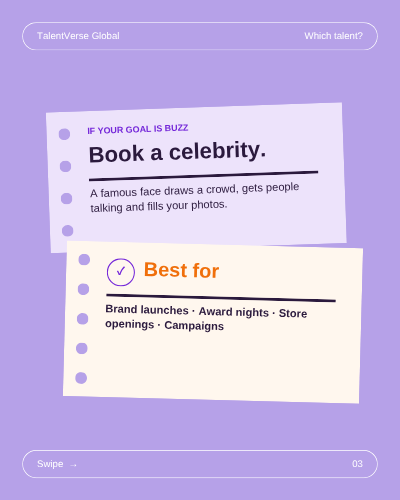 TalentVerse Global
Which talent?
IF YOUR GOAL IS BUZZ
Book a celebrity.
A famous face draws a crowd, gets people
talking and fills your photos.
✓ Best for
Brand launches · Award nights · Store
openings · Campaigns
Swipe →
03